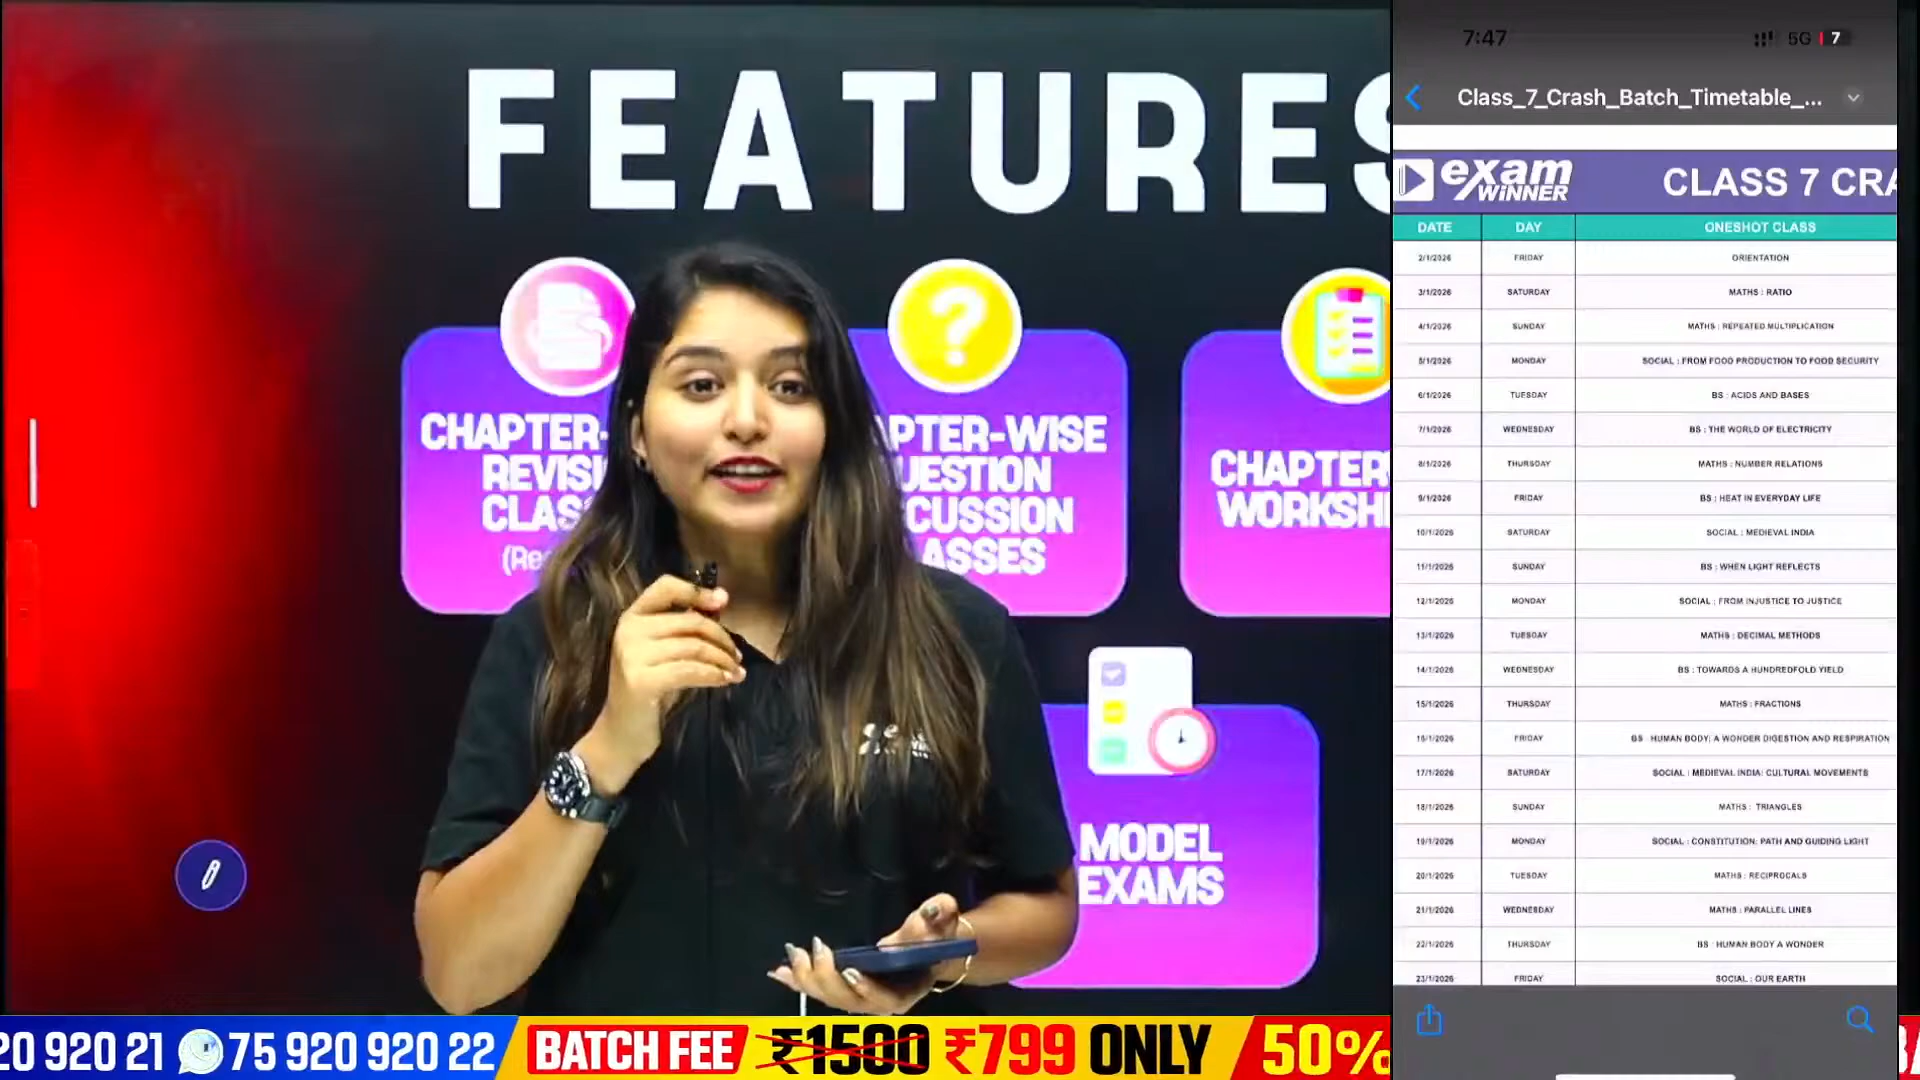 FEATURES
CHAPTER-
REVISI
CLAS
(Re
PTER-WISE
UESTION
CUSSION
ASSES
CHAPTER
WORKSH
MODEL
EXAMS
20 920 21 75 920 920 22 BATCH FEE ₹1500 ₹799 ONLY 50%
7:47 5G 7
Class_7_Crash_Batch_Timetable_...
exam WINNER CLASS 7 CRA
DATE DAY ONESHOT CLASS
2/1/2026 FRIDAY ORIENTATION
3/1/2026 SATURDAY MATHS : RATIO
4/1/2026 SUNDAY MATHS : REPEATED MULTIPLICATION
5/1/2026 MONDAY SOCIAL : FROM FOOD PRODUCTION TO FOOD SECURITY
6/1/2026 TUESDAY BS : ACIDS AND BASES
7/1/2026 WEDNESDAY BS : THE WORLD OF ELECTRICITY
8/1/2026 THURSDAY MATHS : NUMBER RELATIONS
9/1/2026 FRIDAY BS : HEAT IN EVERYDAY LIFE
10/1/2026 SATURDAY SOCIAL : MEDIEVAL INDIA
11/1/2026 SUNDAY BS : WHEN LIGHT REFLECTS
12/1/2026 MONDAY SOCIAL : FROM INJUSTICE TO JUSTICE
13/1/2026 TUESDAY MATHS : DECIMAL METHODS
14/1/2026 WEDNESDAY BS : TOWARDS A HUNDREDFOLD YIELD
15/1/2026 THURSDAY MATHS : FRACTIONS
16/1/2026 FRIDAY BS : HUMAN BODY: A WONDER DIGESTION AND RESPIRATION
17/1/2026 SATURDAY SOCIAL : MEDIEVAL INDIA: CULTURAL MOVEMENTS
18/1/2026 SUNDAY MATHS : TRIANGLES
19/1/2026 MONDAY SOCIAL : CONSTITUTION: PATH AND GUIDING LIGHT
20/1/2026 TUESDAY MATHS : RECIPROCALS
21/1/2026 WEDNESDAY MATHS : PARALLEL LINES
22/1/2026 THURSDAY BS : HUMAN BODY A WONDER
23/1/2026 FRIDAY SOCIAL : OUR EARTH